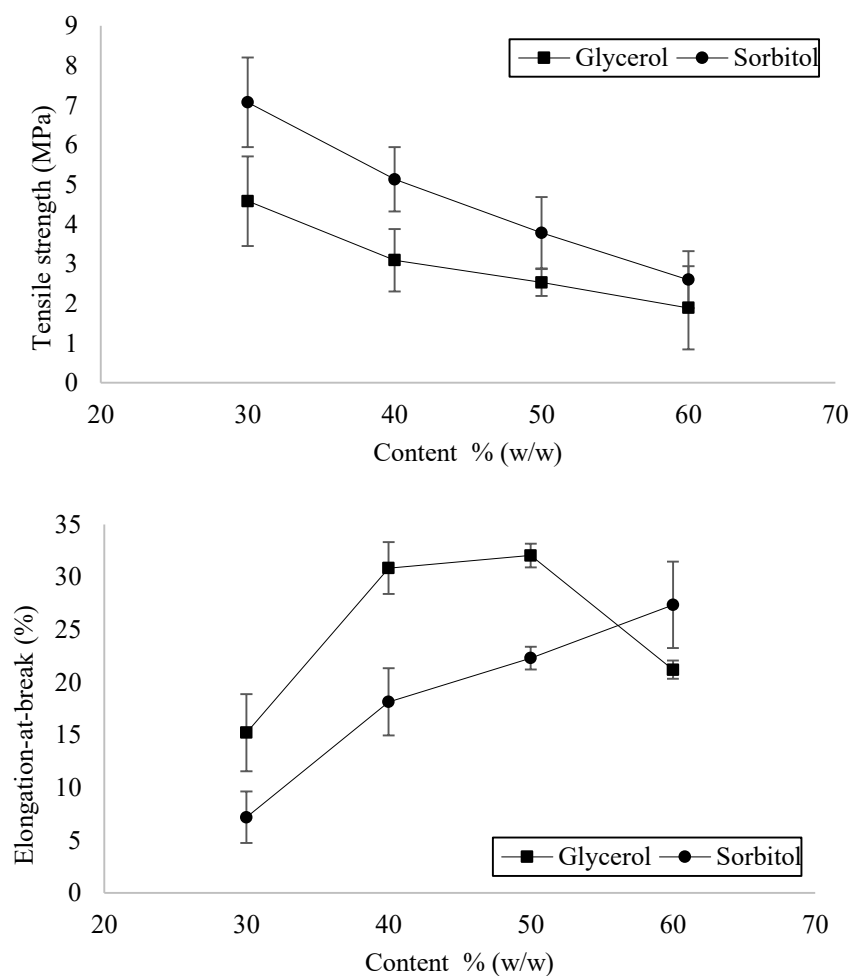 9
8
7
6
5
4
3
2
1
0
Tensile strength (MPa)
Glycerol Sorbitol
20 30 40 50 60 70
Content % (w/w)
35
30
25
20
15
10
5
0
Elongation-at-break (%)
Glycerol Sorbitol
20 30 40 50 60 70
Content % (w/w)